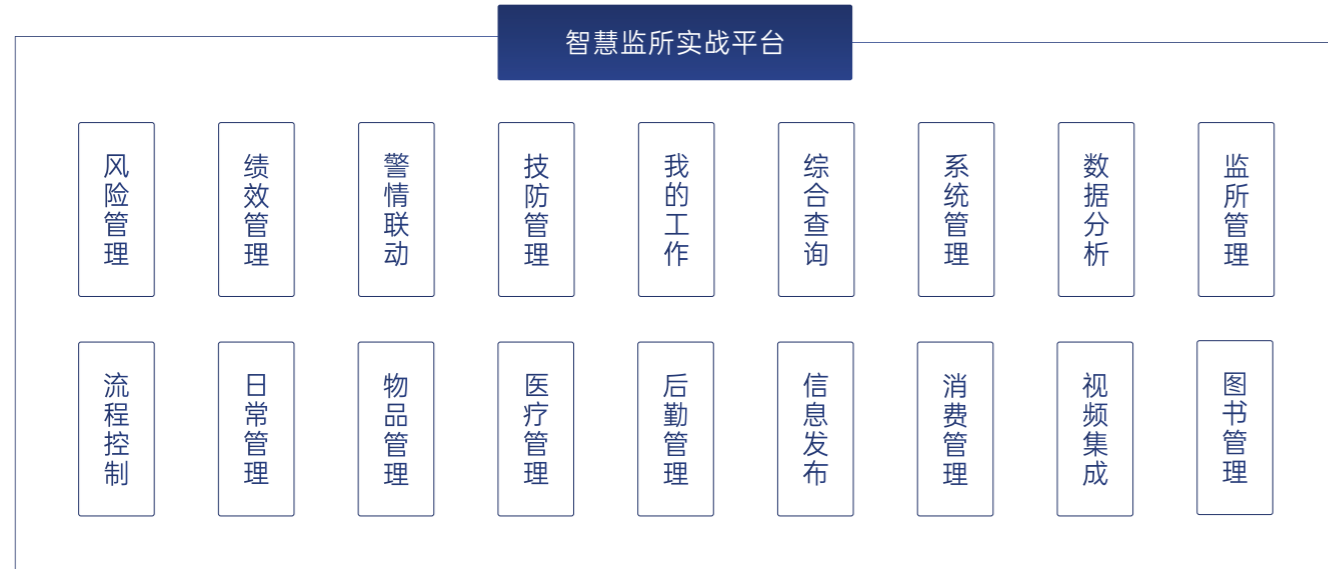 智慧监所实战平台
风险管理
绩效管理
警情联动
技防管理
我的工作
综合查询
系统管理
数据分析
监所管理
流程控制
日常管理
物品管理
医疗管理
后勤管理
信息发布
消费管理
视频集成
图书管理